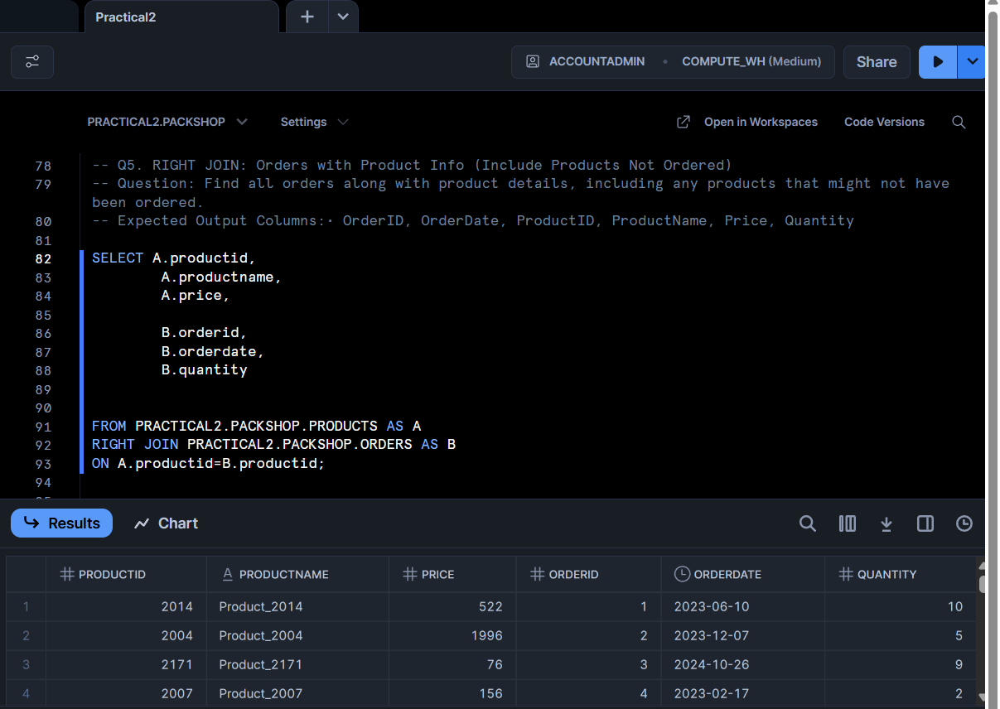 Practical2
ACCOUNTADMIN • COMPUTE_WH (Medium)
Share
PRACTICAL2.PACKSHOP
Settings
Open in Workspaces
Code Versions
78 -- Q5. RIGHT JOIN: Orders with Product Info (Include Products Not Ordered)
79 -- Question: Find all orders along with product details, including any products that might not have
been ordered.
80 -- Expected Output Columns:· OrderID, OrderDate, ProductID, ProductName, Price, Quantity
81
82 SELECT A.productid,
83 A.productname,
84 A.price,
85
86 B.orderid,
87 B.orderdate,
88 B.quantity
89
90
91 FROM PRACTICAL2.PACKSHOP.PRODUCTS AS A
92 RIGHT JOIN PRACTICAL2.PACKSHOP.ORDERS AS B
93 ON A.productid=B.productid;
94
Results
Chart
PRODUCTID A PRODUCTNAME PRICE ORDERID ORDERDATE QUANTITY
1 2014 Product_2014 522 1 2023-06-10 10
2 2004 Product_2004 1996 2 2023-12-07 5
3 2171 Product_2171 76 3 2024-10-26 9
4 2007 Product_2007 156 4 2023-02-17 2